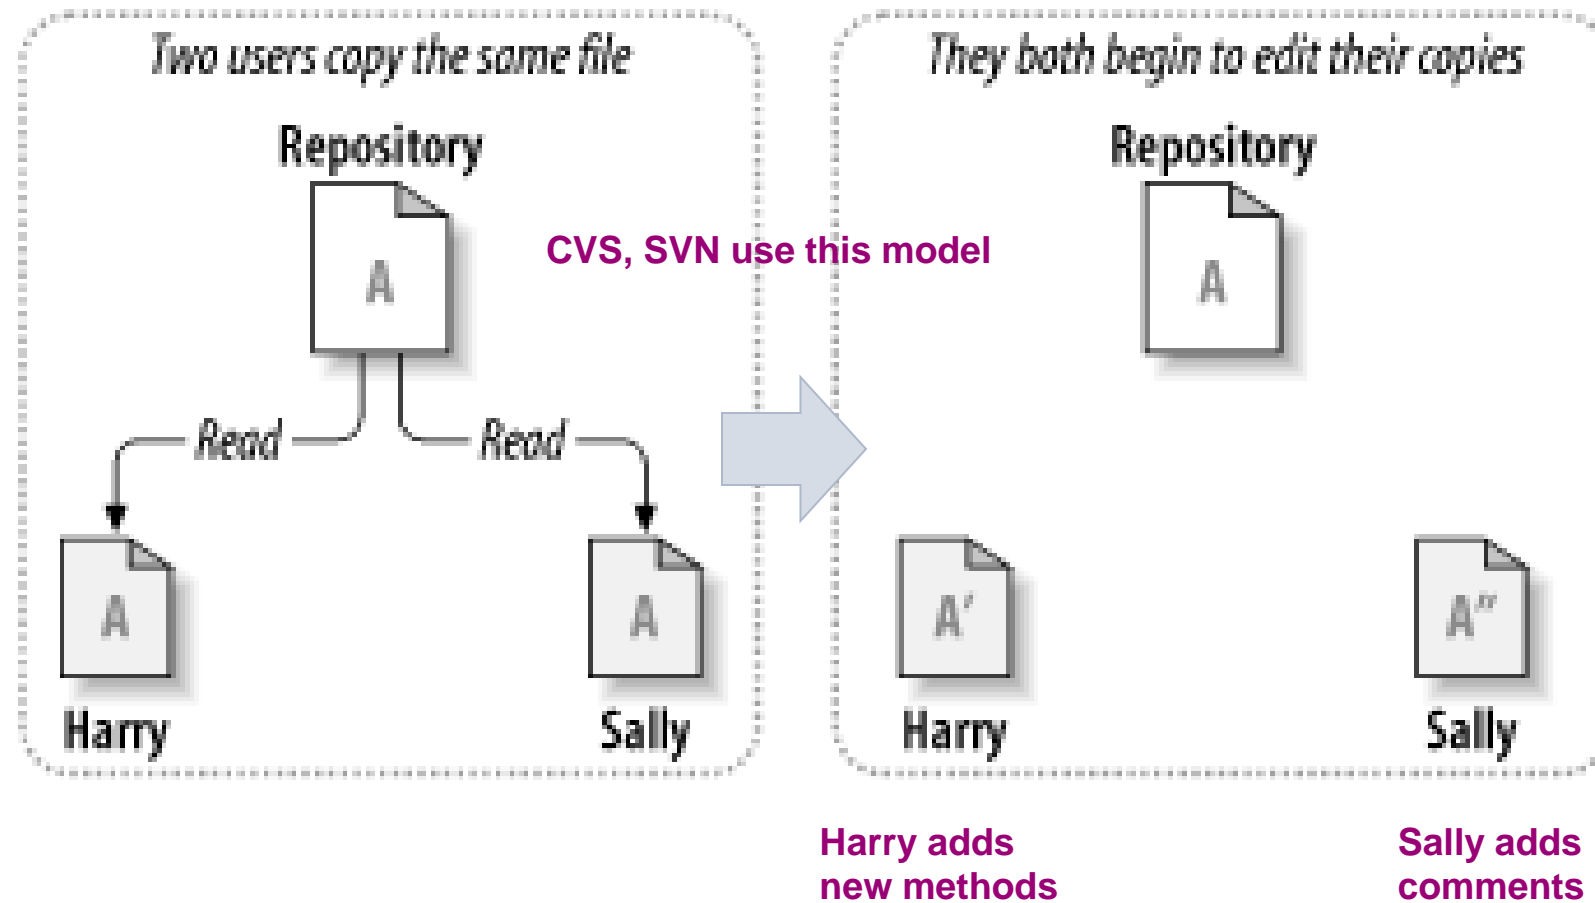 Two users copy the same file
Repository
A
Read
Read
A
A
Harry
Sally
CVS, SVN use this model
They both begin to edit their copies
Repository
A
A'
A"
Harry
Sally
Harry adds
new methods
Sally adds
comments